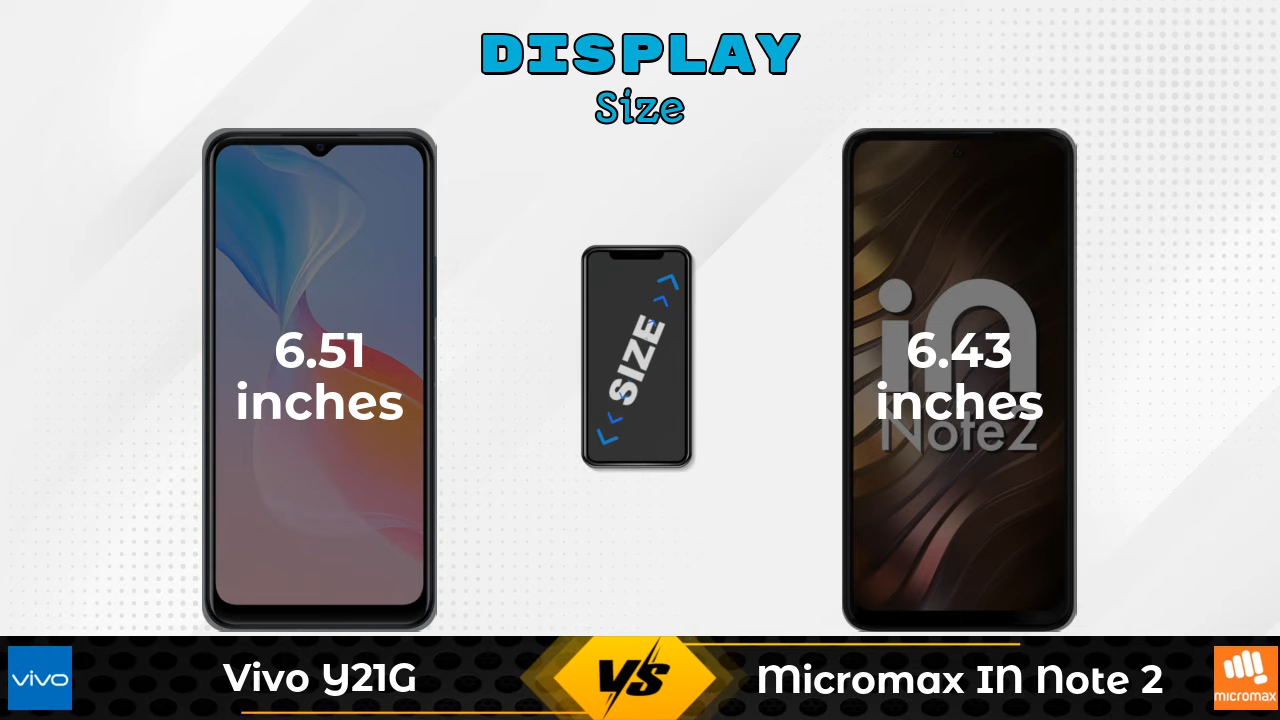 DISPLAY
Size
6.51
inches
SIZE
in
Note2
6.43
inches
vivo
Vivo Y21G
VS
Micromax IN Note 2
micromax